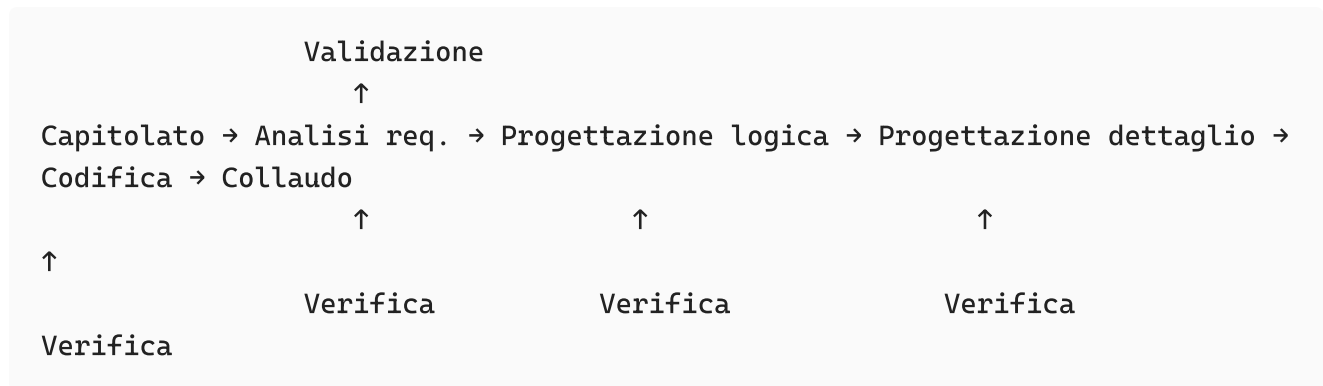 Validazione
↑
Capitolato → Analisi req. → Progettazione logica → Progettazione dettaglio →
Codifica → Collaudo
↑ ↑ ↑
↑
Verifica Verifica Verifica
Verifica